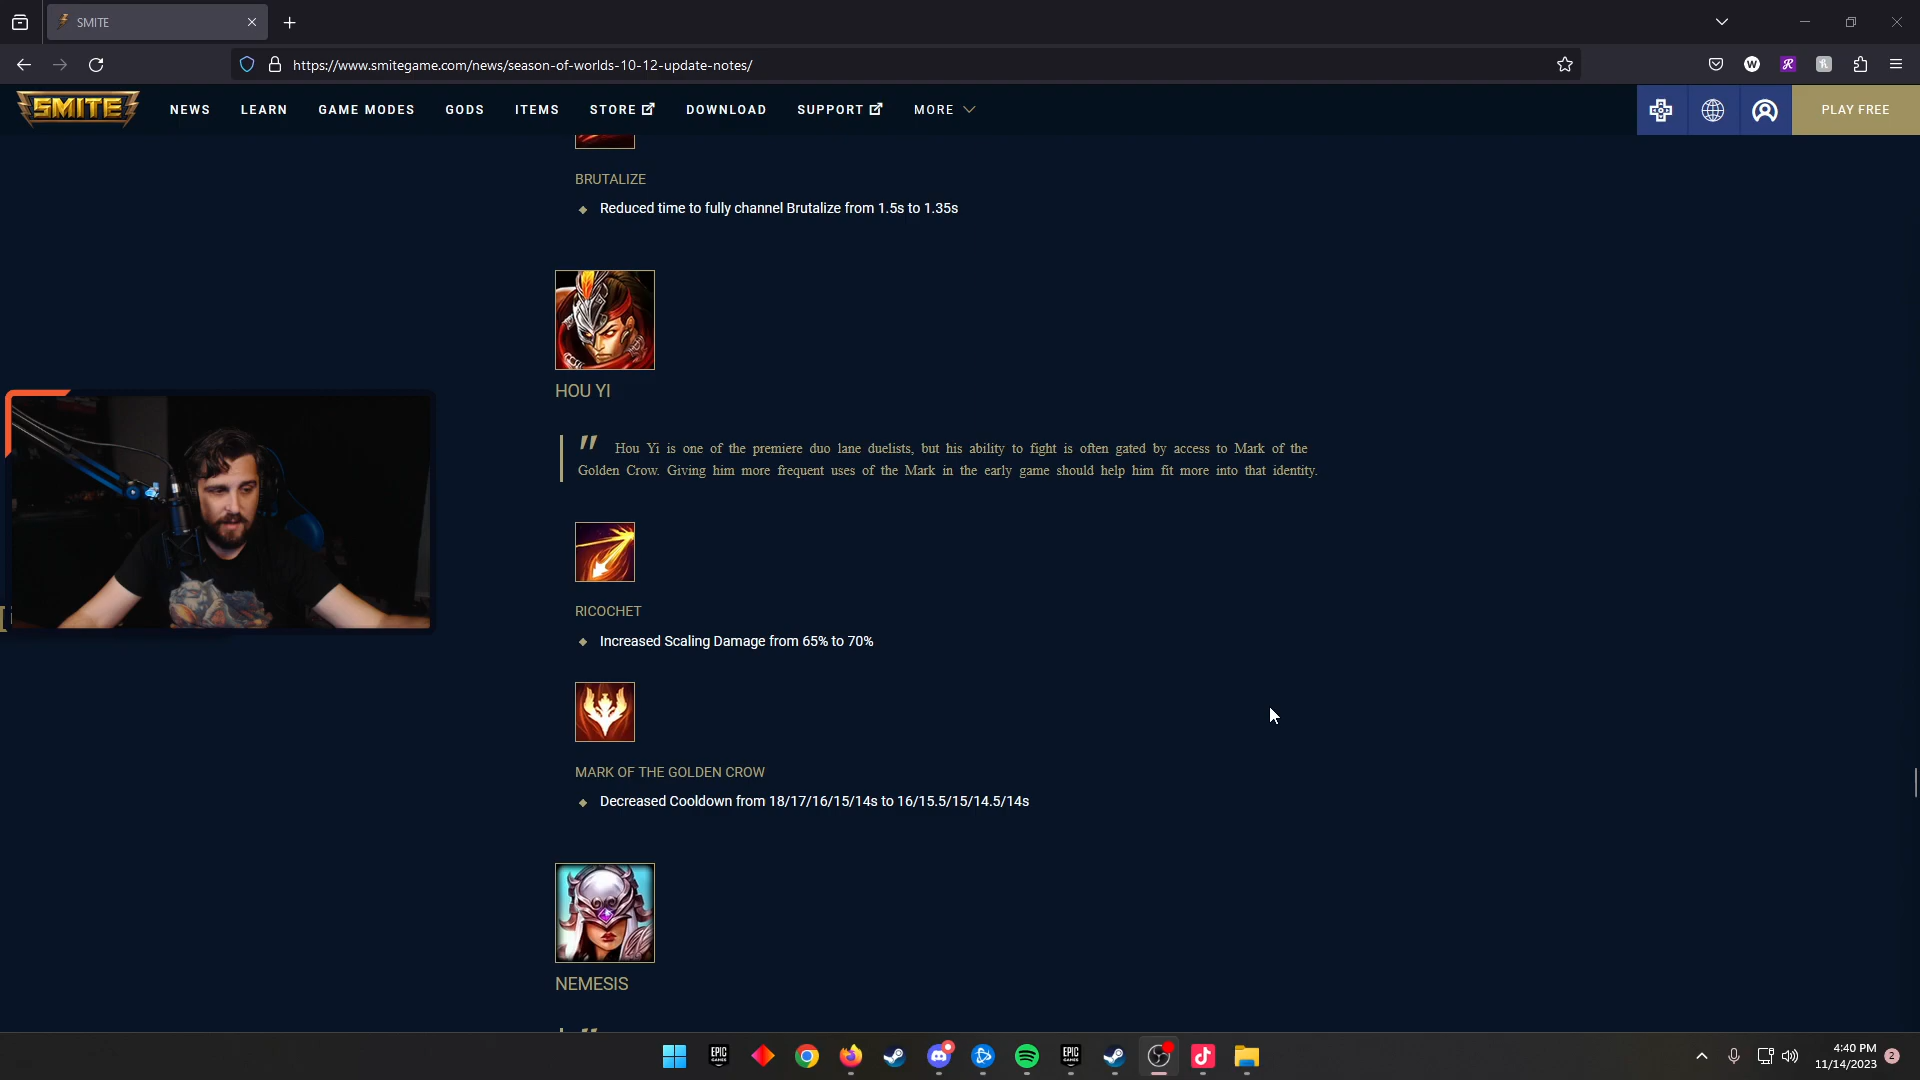 SMITE
https://www.smitegame.com/news/season-of-worlds-10-12-update-notes/
SMITE
NEWS
LEARN
GAME MODES
GODS
ITEMS
STORE
DOWNLOAD
SUPPORT
MORE
PLAY FREE
BRUTALIZE
Reduced time to fully channel Brutalize from 1.5s to 1.35s
HOU YI
" Hou Yi is one of the premiere duo lane duelists, but his ability to fight is often gated by access to Mark of the
Golden Crow. Giving him more frequent uses of the Mark in the early game should help him fit more into that identity.
RICOCHET
Increased Scaling Damage from 65% to 70%
MARK OF THE GOLDEN CROW
Decreased Cooldown from 18/17/16/15/14s to 16/15.5/15/14.5/14s
NEMESIS
EPIC
GAMES
EPIC
GAMES
4:40 PM
11/14/2023
2